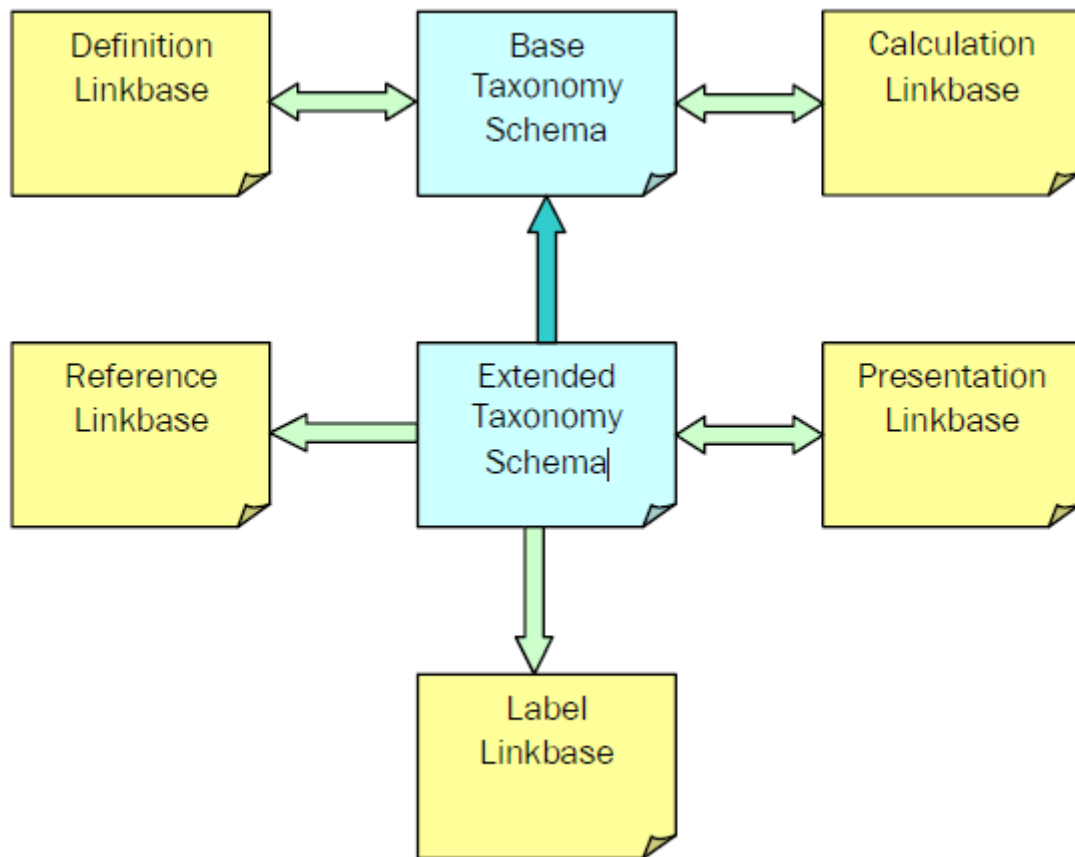 Definition
Linkbase
Base
Taxonomy
Schema
Calculation
Linkbase
Reference
Linkbase
Extended
Taxonomy
Schema
Presentation
Linkbase
Label
Linkbase